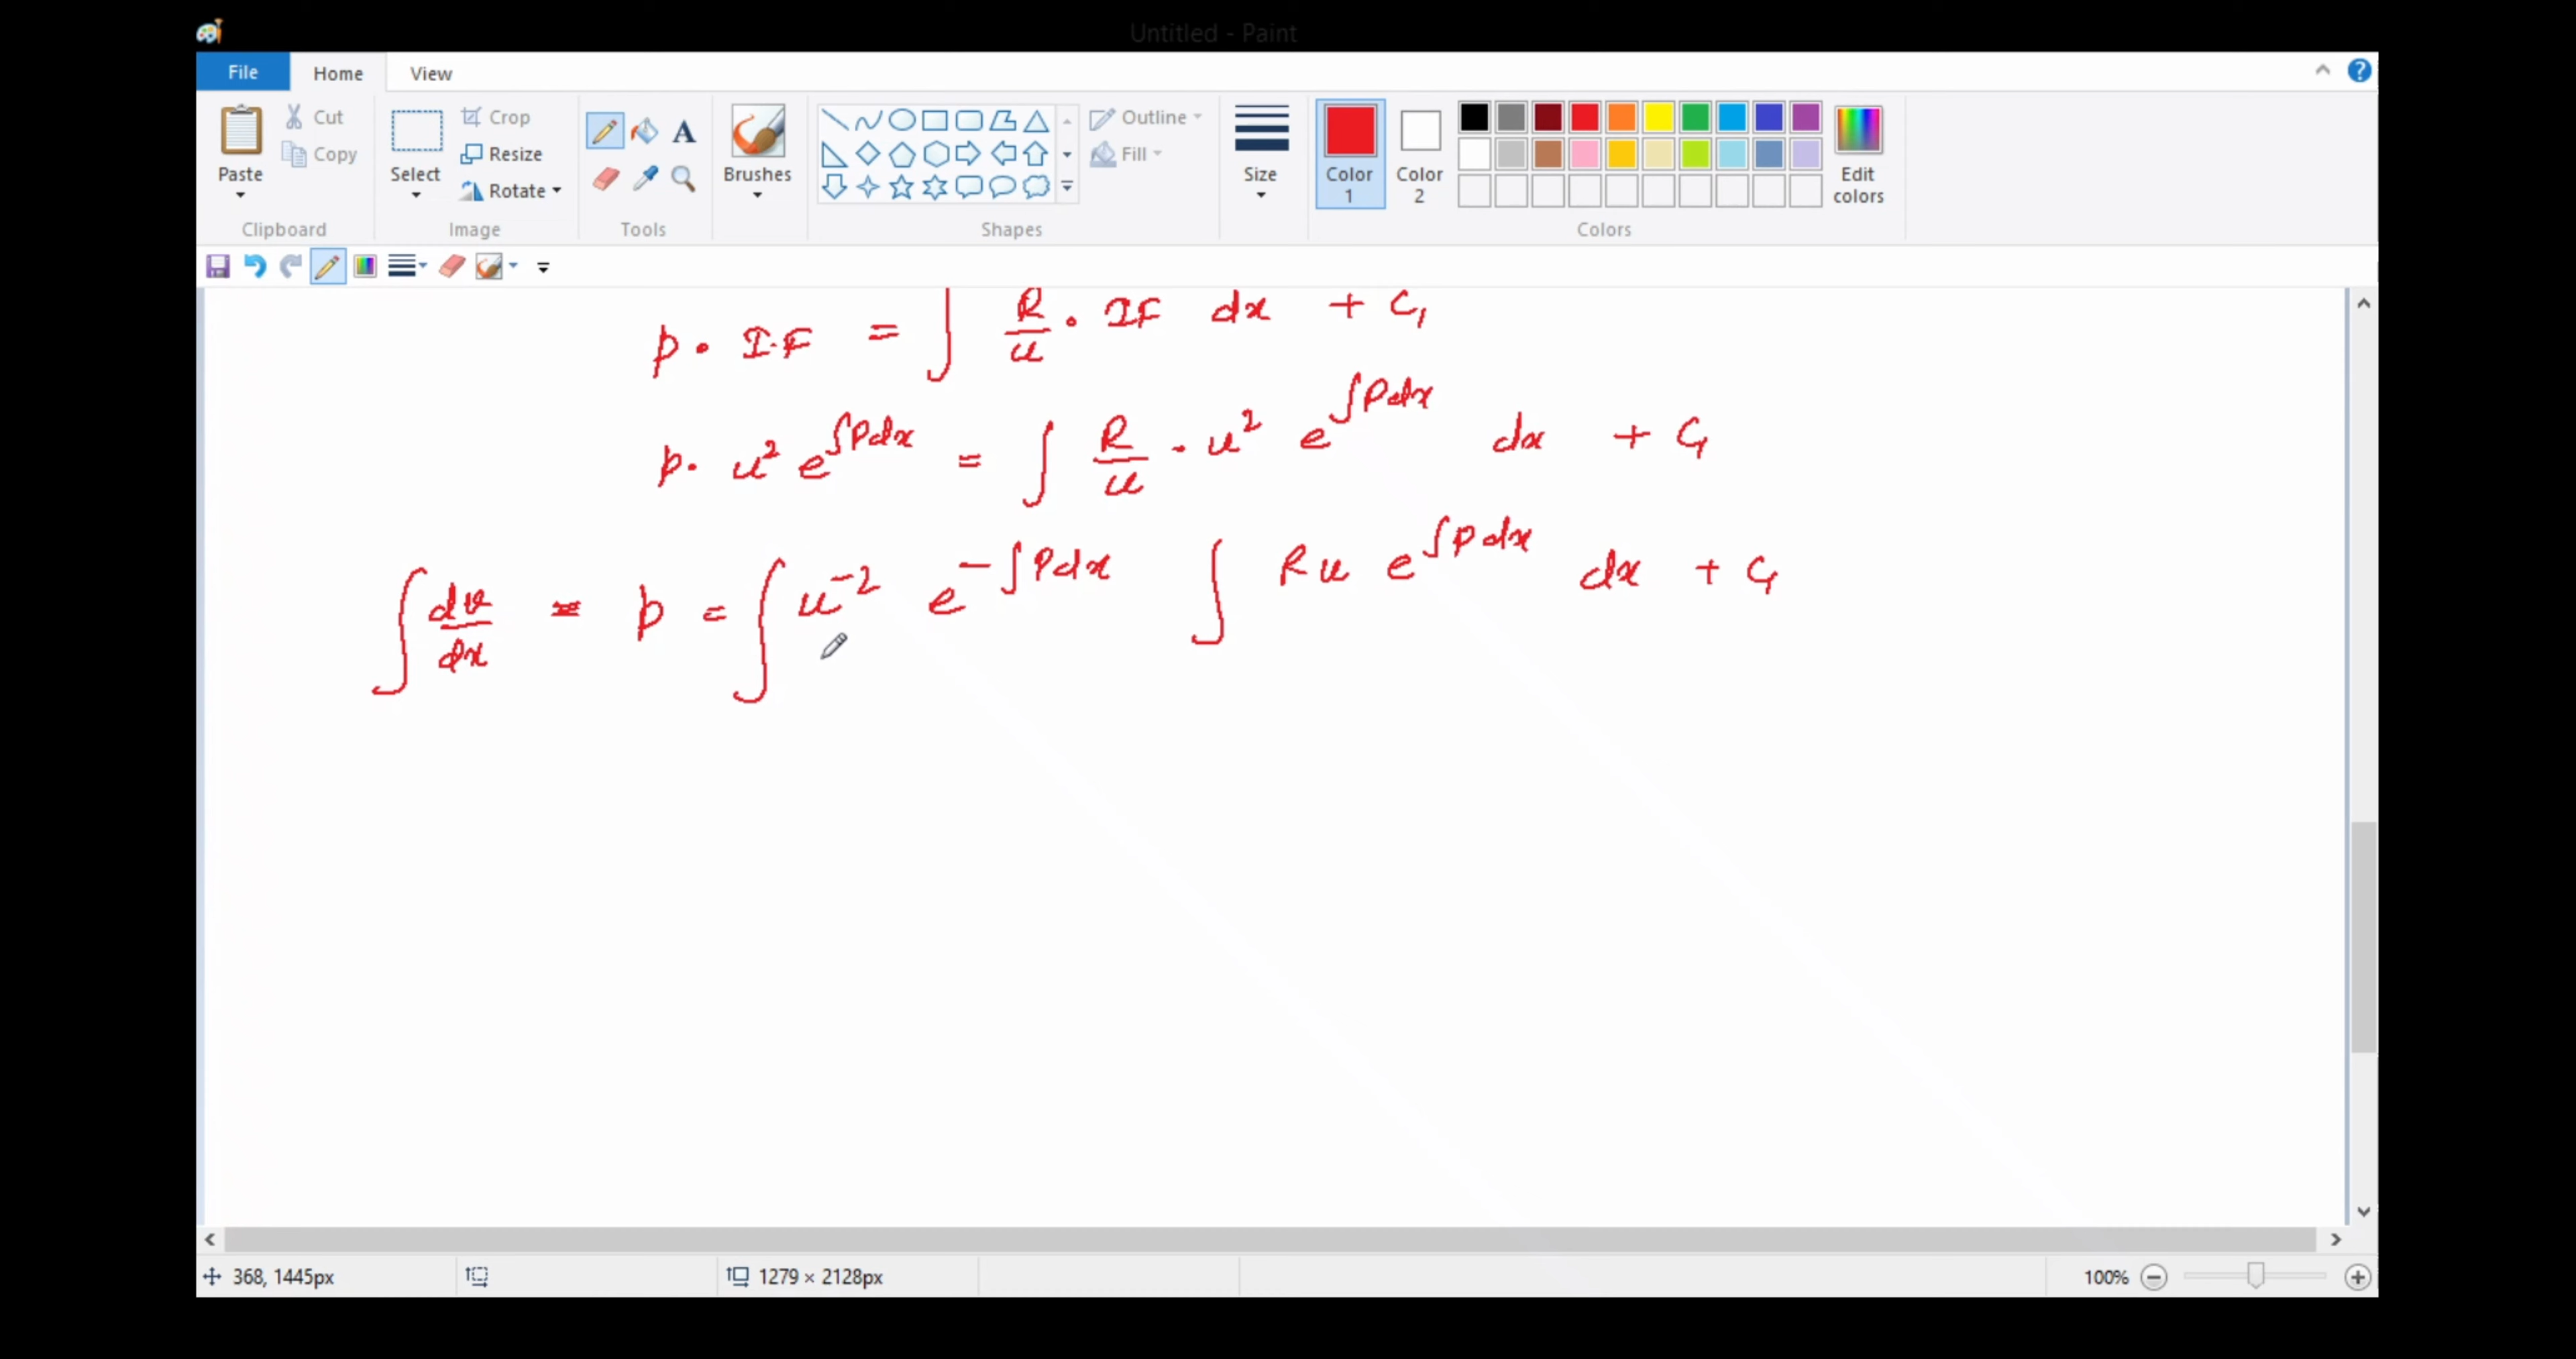 Untitled - Paint
File Home View
Paste Cut Copy Clipboard
Select Crop Resize Rotate Image
A Tools
Brushes
Outline Fill Shapes
Size
Color 1 Color 2 Edit colors Colors
p · I·F = ∫ R/u · IF dx + C₁
p · u² e^{∫Pdx} = ∫ R/u · u² e^{∫Pdx} dx + C₁
∫ dv/dx = p = ∫ u⁻² e^{-∫Pdx} ∫ R u e^{∫Pdx} dx + C₁
368, 1445px 1279 × 2128px 100%